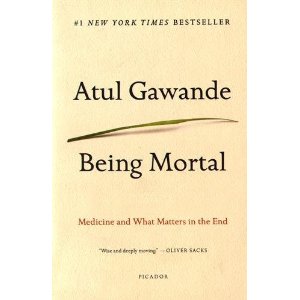 #1 NEW YORK TIMES BESTSELLER
Atul Gawande
Being Mortal
Medicine and What Matters in the End
"Wise and deeply moving." —OLIVER SACKS
PICADOR